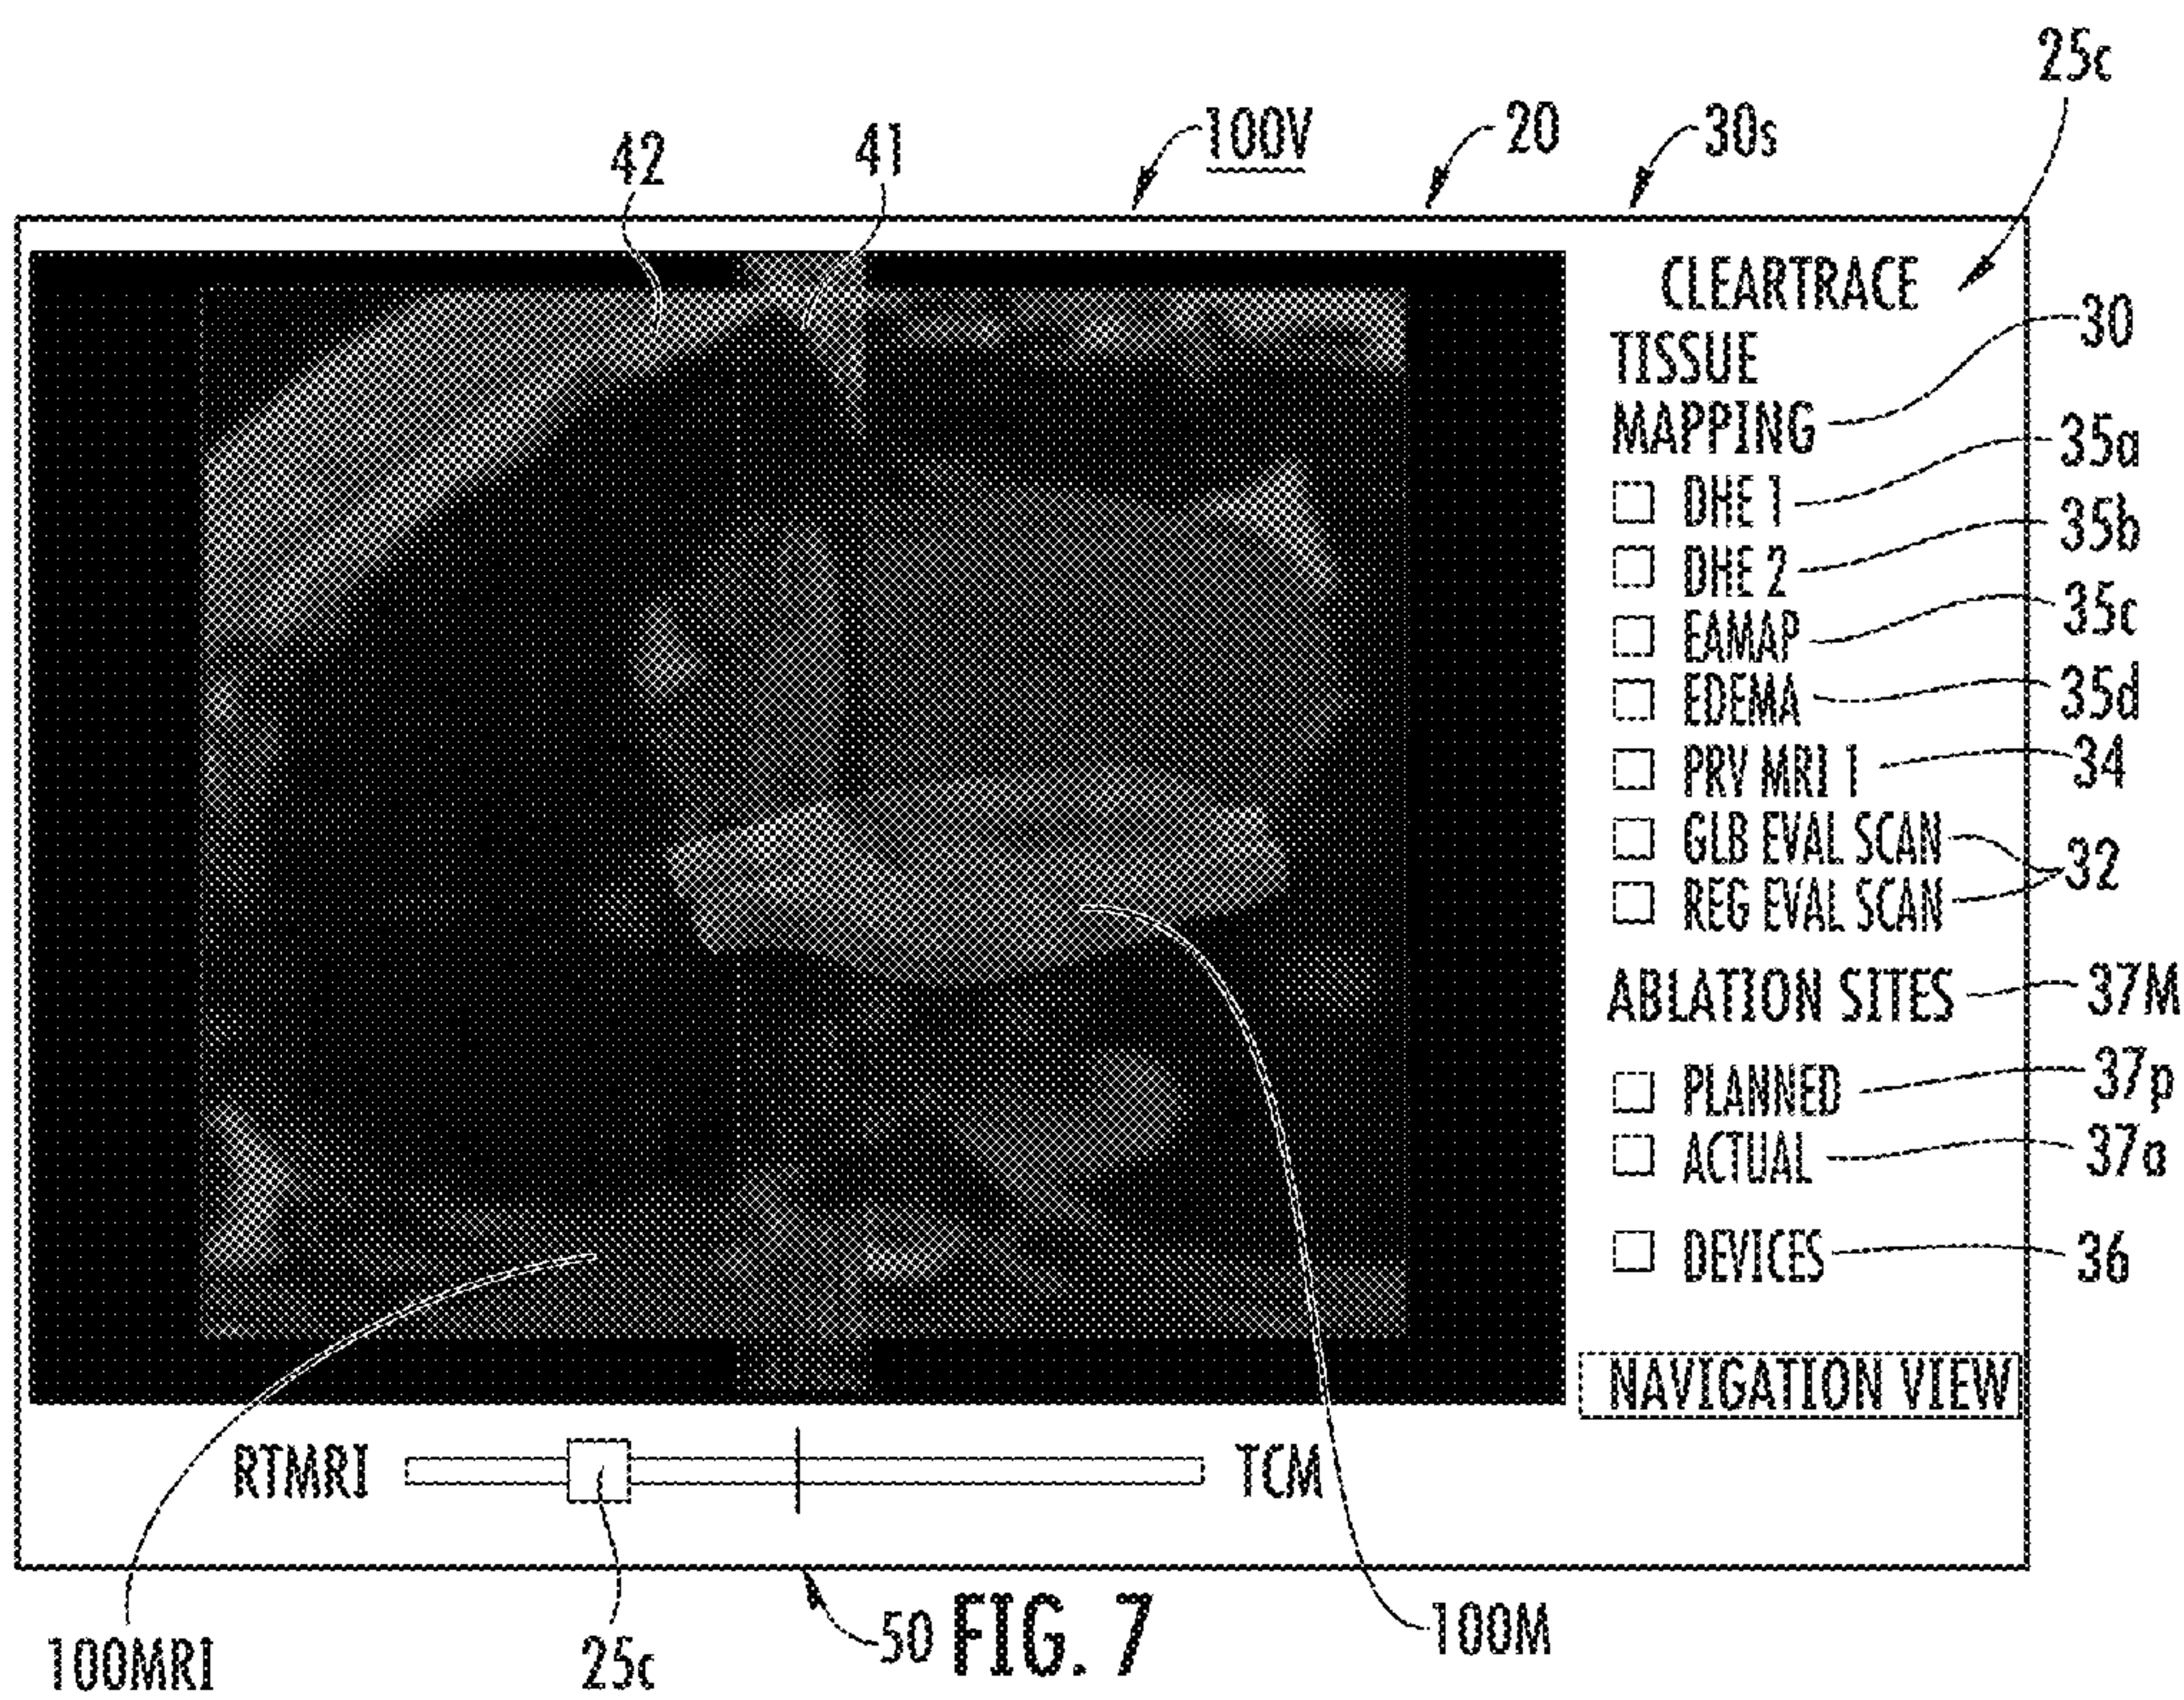 25c
42
41
100V
20
30s
CLEARTRACE
30
TISSUE
MAPPING
35a
DHE 1
35b
DHE 2
35c
EAMAP
35d
EDEMA
34
PRV MRI 1
GLB EVAL SCAN
32
REG EVAL SCAN
ABLATION SITES
37M
PLANNED
37p
ACTUAL
37a
DEVICES
36
NAVIGATION VIEW
RTMRI
TCM
100MRI
25c
50
FIG. 7
100M